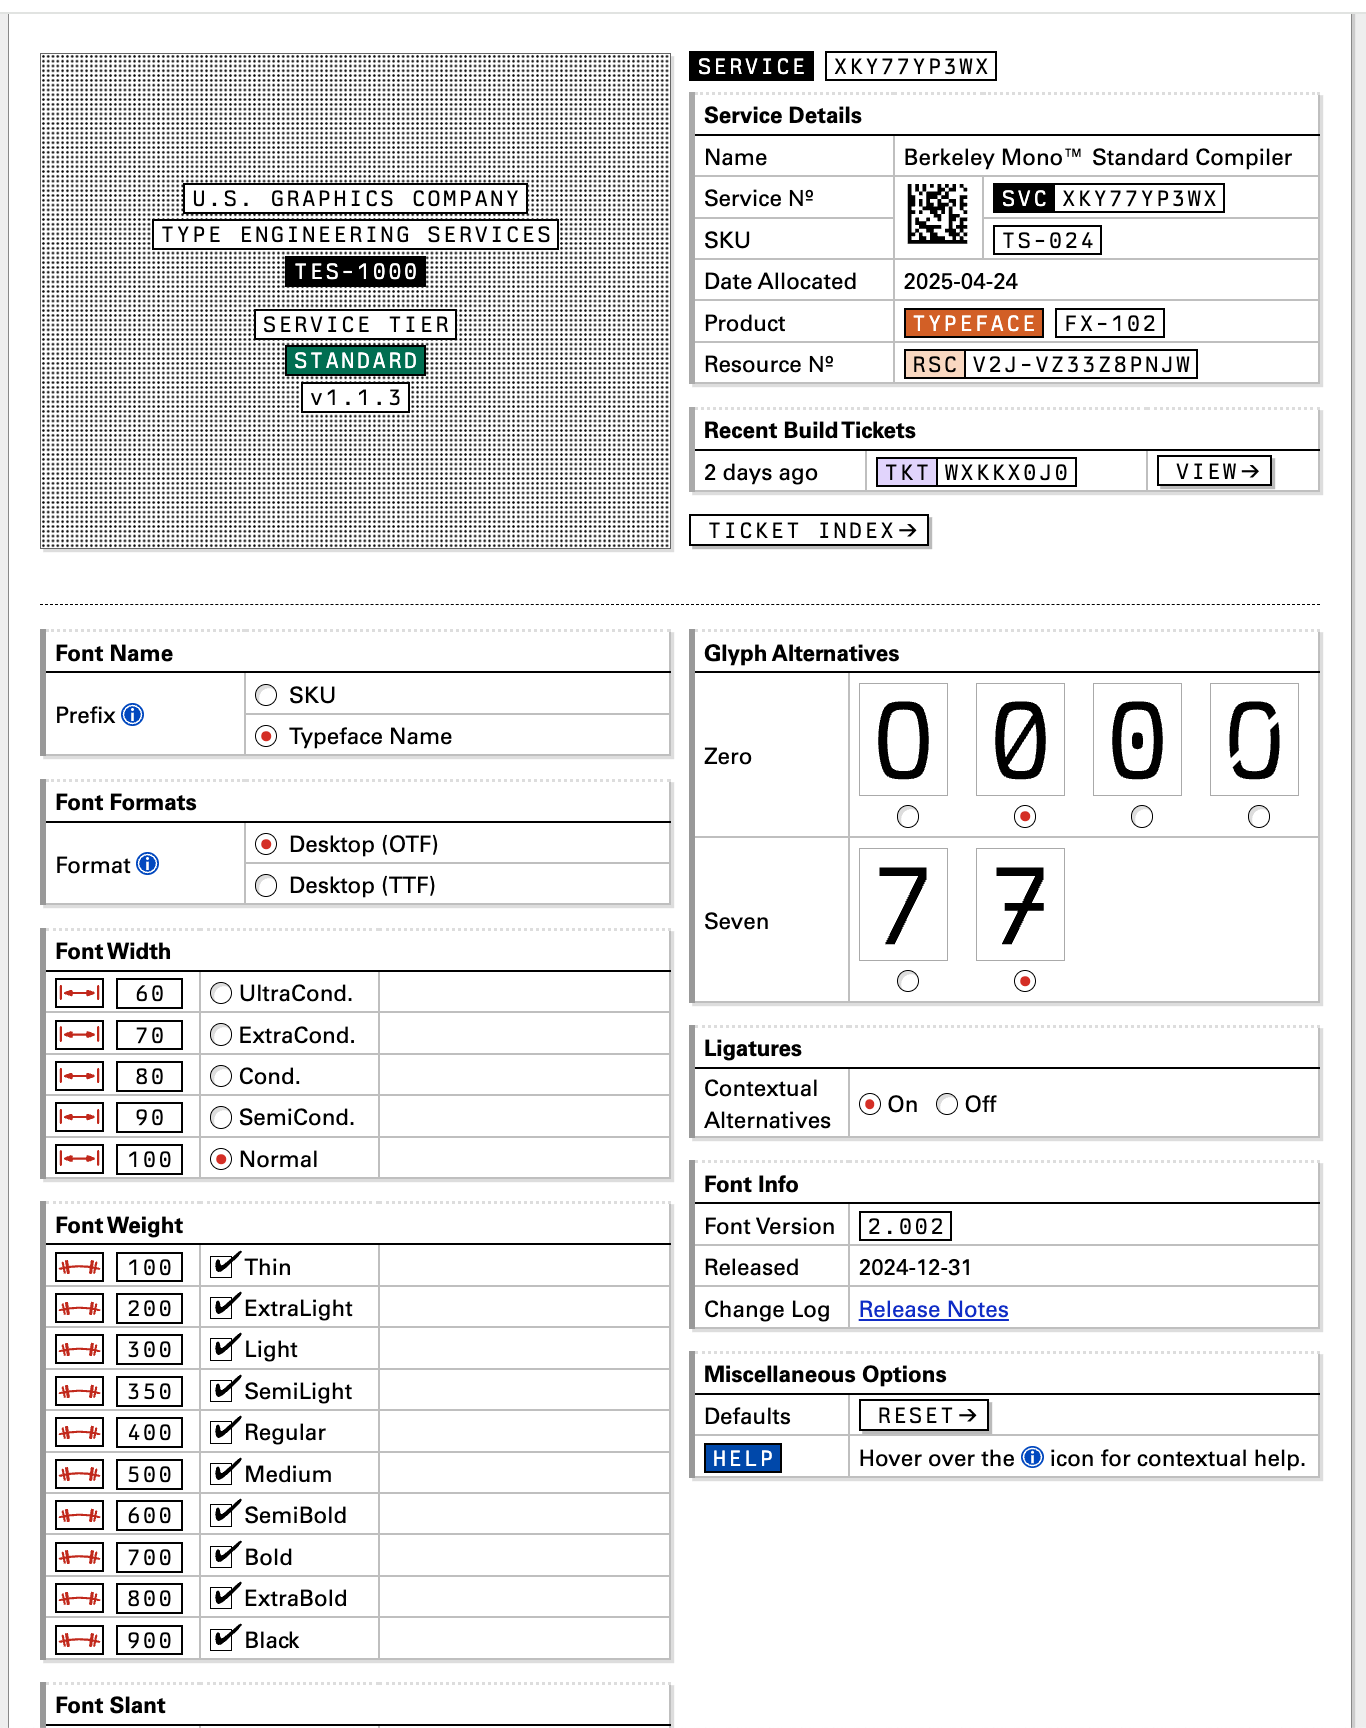 U.S. GRAPHICS COMPANY
TYPE ENGINEERING SERVICES
TES-1000
SERVICE TIER
STANDARD
v1.1.3
SERVICE XKY77YP3WX
Service Details
Name Berkeley Mono™ Standard Compiler
Service Nº SVC XKY77YP3WX
SKU TS-024
Date Allocated 2025-04-24
Product TYPEFACE FX-102
Resource Nº RSC V2J-VZ33Z8PNJW
Recent Build Tickets
2 days ago TKT WXKKX0J0 VIEW→
TICKET INDEX→
Font Name
Prefix
SKU
Typeface Name
Font Formats
Format
Desktop (OTF)
Desktop (TTF)
Font Width
60 UltraCond.
70 ExtraCond.
80 Cond.
90 SemiCond.
100 Normal
Font Weight
100 Thin
200 ExtraLight
300 Light
350 SemiLight
400 Regular
500 Medium
600 SemiBold
700 Bold
800 ExtraBold
900 Black
Font Slant
Glyph Alternatives
Zero 0 0 0 0
Seven 7 7
Ligatures
Contextual
Alternatives
On Off
Font Info
Font Version 2.002
Released 2024-12-31
Change Log Release Notes
Miscellaneous Options
Defaults RESET→
HELP Hover over the i icon for contextual help.